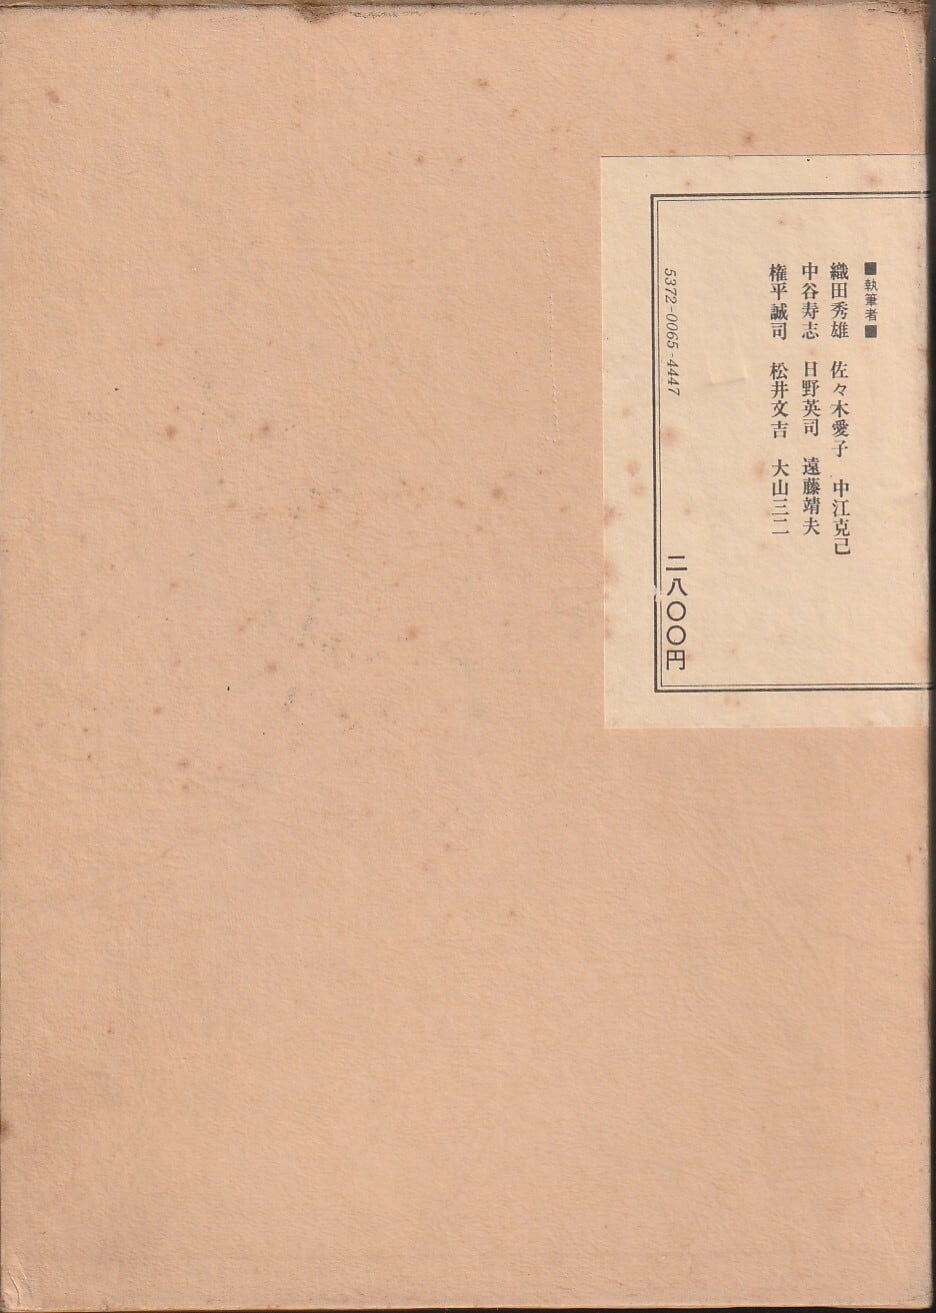 ■執筆者■
織田秀雄　佐々木愛子　中江克己
中谷寿志　日野英司　遠藤靖夫
権平誠司　松井文吉　大山三二
5372-0065-4447
二八〇〇円